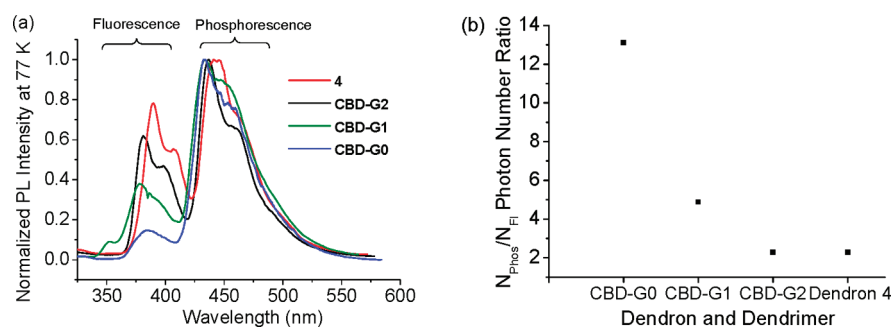 (a)
Fluorescence
Phosphorescence
4
CBD-G2
CBD-G1
CBD-G0
Normalized PL Intensity at 77 K
1.0
0.8
0.6
0.4
0.2
0.0
350 400 450 500 550 600
Wavelength (nm)
(b)
N_Phos/N_Fl Photon Number Ratio
14
12
10
8
6
4
2
CBD-G0 CBD-G1 CBD-G2 Dendron 4
Dendron and Dendrimer